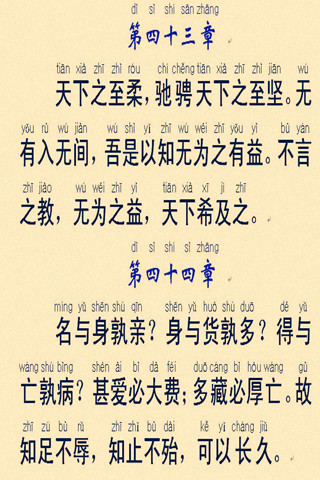 dì sì shí sān zhāng
第四十三章
tiān xià zhī zhì róu chí chěng tiān xià zhī zhì jiān wú
天下之至柔，驰骋天下之至坚。无
yǒu rù wú jiàn wú shì yǐ zhī wú wéi zhī yǒu yì bù yán
有入无间，吾是以知无为之有益。不言
zhī jiào wú wéi zhī yì tiān xià xī jí zhī
之教，无为之益，天下希及之。
dì sì shí sì zhāng
第四十四章
míng yǔ shēn shú qīn shēn yǔ huò shú duō dé yǔ
名与身孰亲？身与货孰多？得与
wáng shú bìng shèn ài bì dà fèi duō cáng bì hòu wáng gù
亡孰病？甚爱必大费；多藏必厚亡。故
zhī zú bù rǔ zhī zhǐ bù dài kě yǐ cháng jiǔ
知足不辱，知止不殆，可以长久。